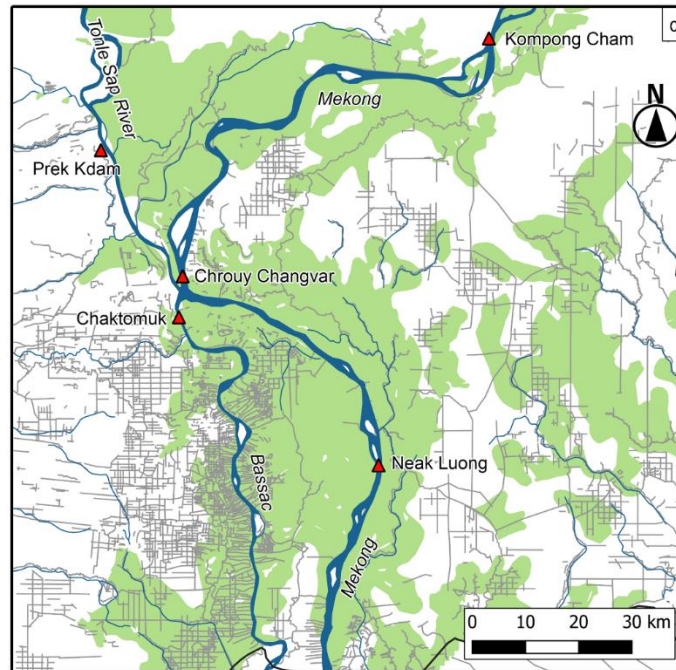 Tonle Sap River
Kompong Cham
Mekong
N
Prek Kdam
Chrouy Changvar
Chaktomuk
Bassac
Neak Luong
Mekong
0 10 20 30 km